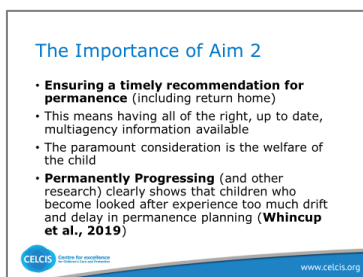 The Importance of Aim 2
• Ensuring a timely recommendation for
permanence (including return home)
• This means having all of the right, up to date,
multiagency information available
• The paramount consideration is the welfare of
the child
• Permanently Progressing (and other
research) clearly shows that children who
become looked after experience too much drift
and delay in permanence planning (Whincup
et al., 2019)
CELCIS Centre for excellence
for Children's Care and Protection
www.celcis.org